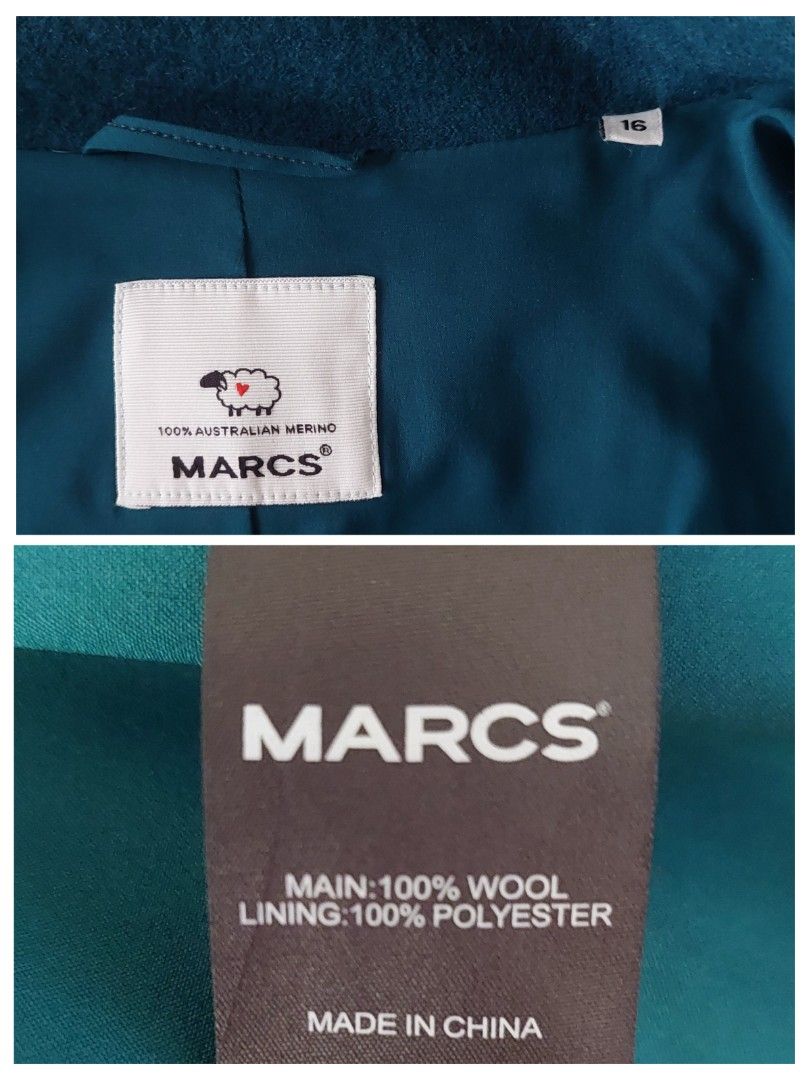 16
100% AUSTRALIAN MERINO
MARCS®
MARCS®
MAIN:100% WOOL
LINING:100% POLYESTER
MADE IN CHINA